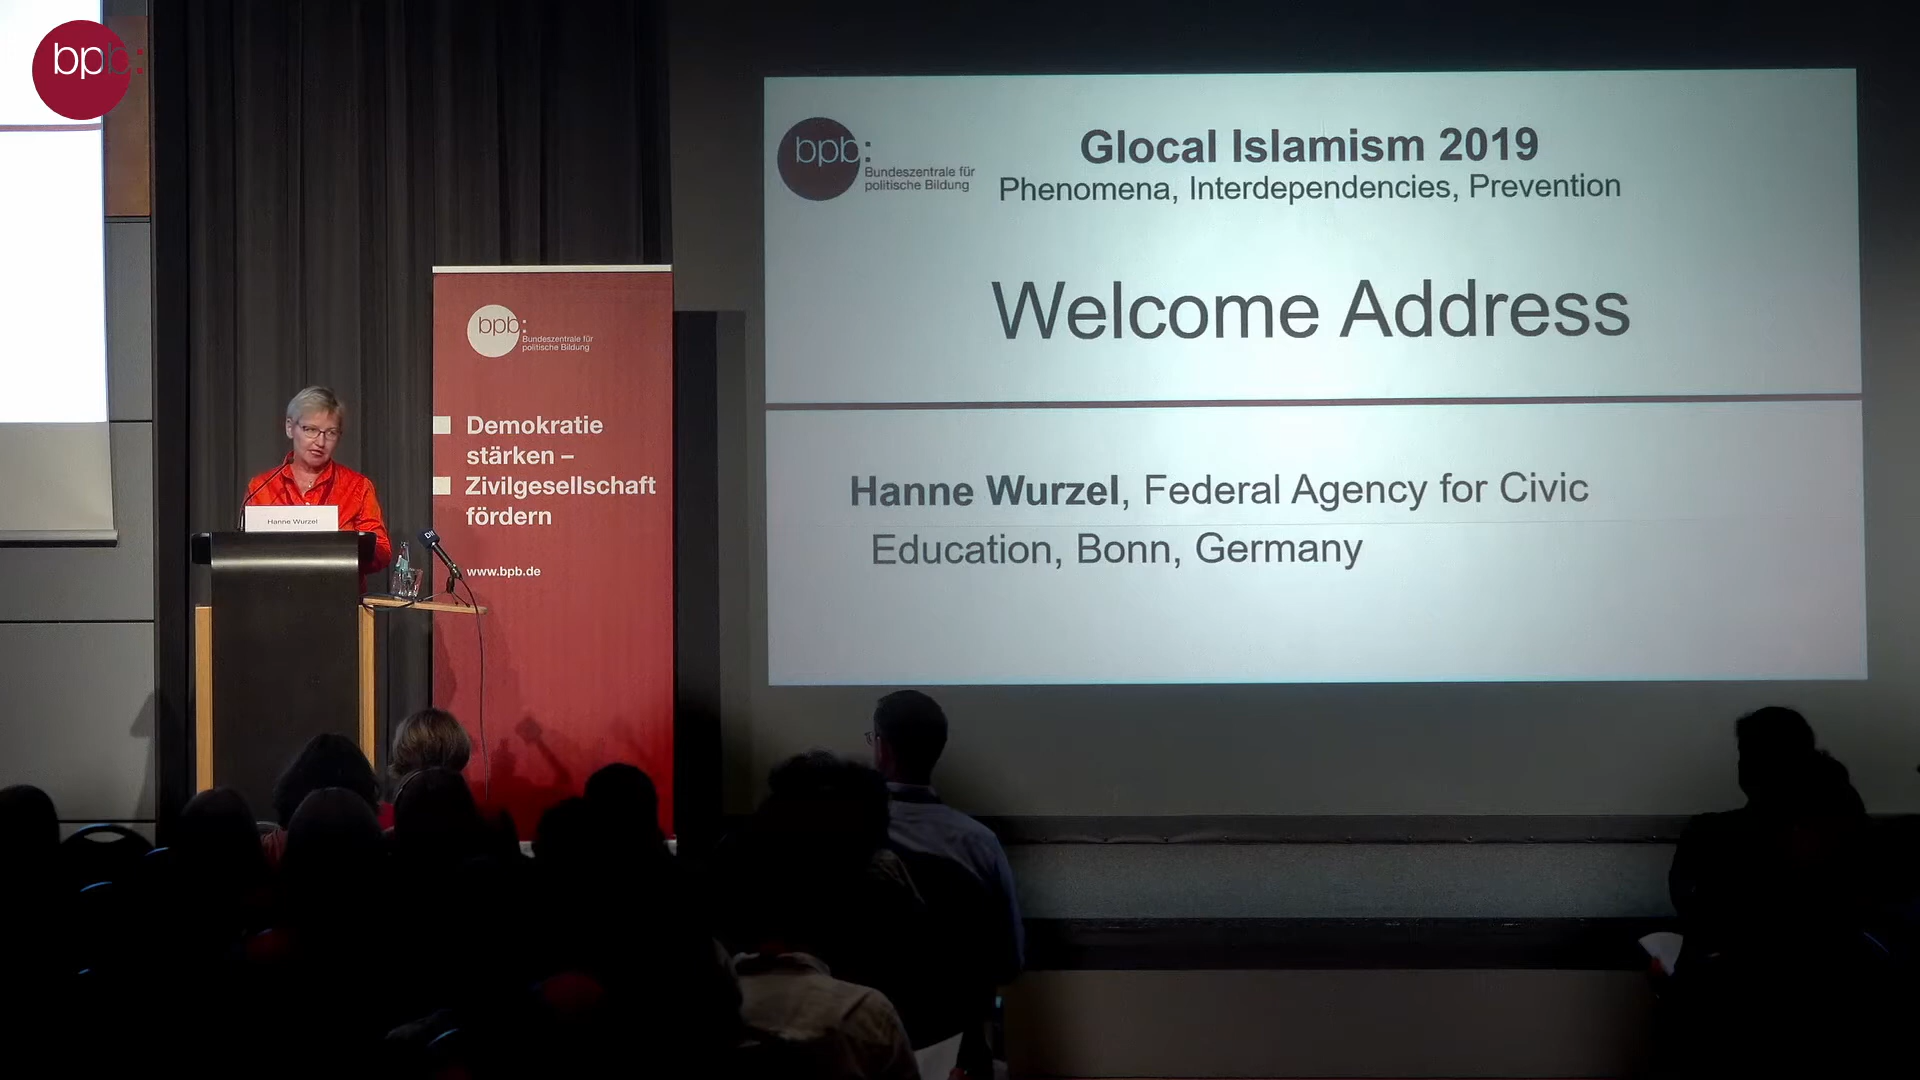 bpb:
bpb:
Bundeszentrale für
politische Bildung
Glocal Islamism 2019
Phenomena, Interdependencies, Prevention
Welcome Address
Hanne Wurzel, Federal Agency for Civic
Education, Bonn, Germany
bpb:
Bundeszentrale für
politische Bildung
Demokratie
stärken –
Zivilgesellschaft
fördern
www.bpb.de
Hanne Wurzel